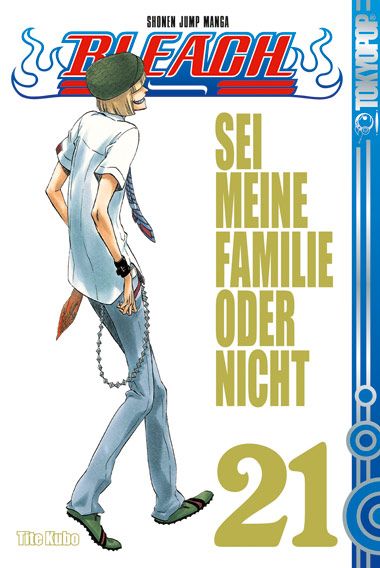 SHONEN JUMP MANGA
BLEACH
TOKYOPOP®
SEI
MEINE
FAMILIE
ODER
NICHT
21
Tite Kubo